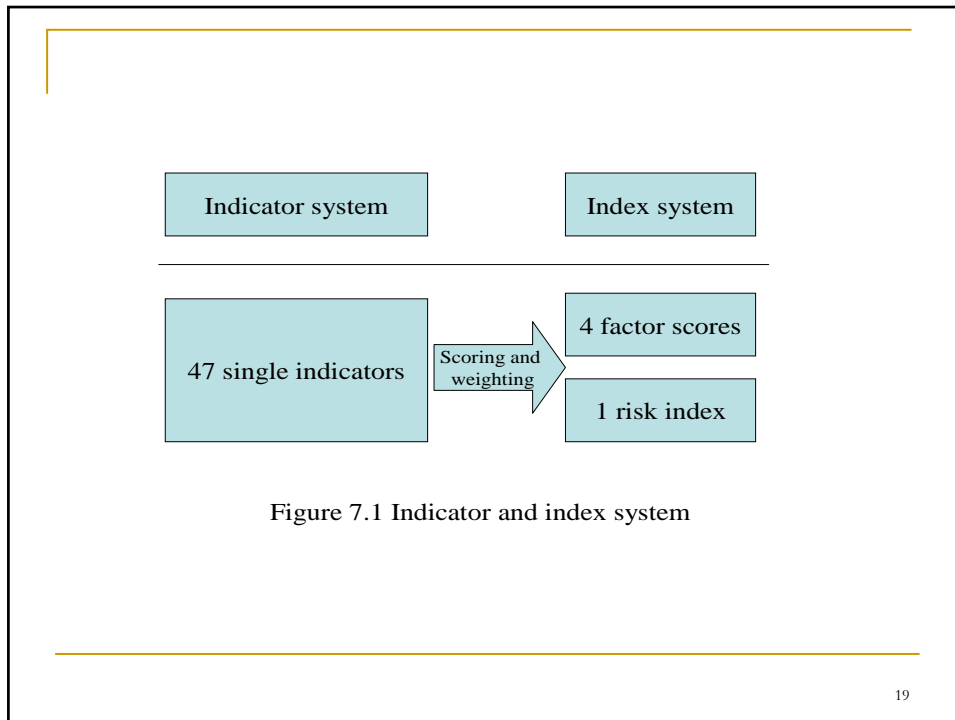 Indicator system
Index system
47 single indicators
Scoring and
weighting
4 factor scores
1 risk index
Figure 7.1 Indicator and index system
19